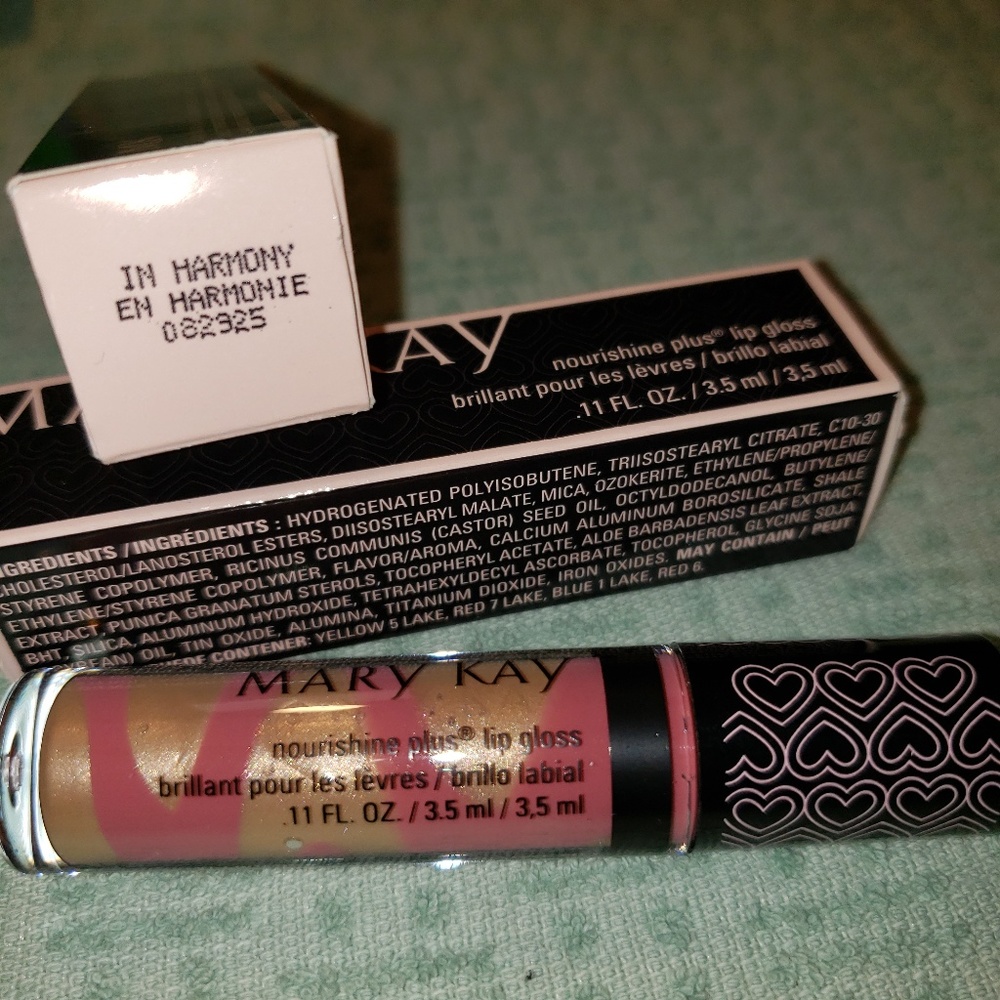 IN HARMONY
EN HARMONIE
082925
MA KAY
nourishine plus® lip gloss
brillant pour les lèvres / brillo labial
.11 FL. OZ. / 3.5 ml / 3,5 ml
NGREDIENTS / INGRÉDIENTS : HYDROGENATED POLYISOBUTENE, TRIISOSTEARYL CITRATE, C10-30
CHOLESTEROL/LANOSTEROL ESTERS, DIISOSTEARYL MALATE, MICA, OZOKERITE, ETHYLENE/PROPYLENE/
STYRENE COPOLYMER, RICINUS COMMUNIS (CASTOR) SEED OIL, OCTYLDODECANOL, BUTYLENE/
ETHYLENE/STYRENE COPOLYMER, FLAVOR/AROMA, CALCIUM ALUMINUM BOROSILICATE, SHALE
EXTRACT, PUNICA GRANATUM STEROLS, TOCOPHERYL ACETATE, ALOE BARBADENSIS LEAF EXTRACT,
BHT, SILICA, ALUMINUM HYDROXIDE, TETRAHEXYLDECYL ASCORBATE, TOCOPHEROL, GLYCINE SOJA
BEAN) OIL, TIN OXIDE, ALUMINA, TITANIUM DIOXIDE, IRON OXIDES. MAY CONTAIN / PEUT
CONTENER: YELLOW 5 LAKE, RED 7 LAKE, BLUE 1 LAKE, RED 6.
MARY KAY
nourishine plus® lip gloss
brillant pour les lèvres / brillo labial
.11 FL. OZ. / 3.5 ml / 3,5 ml